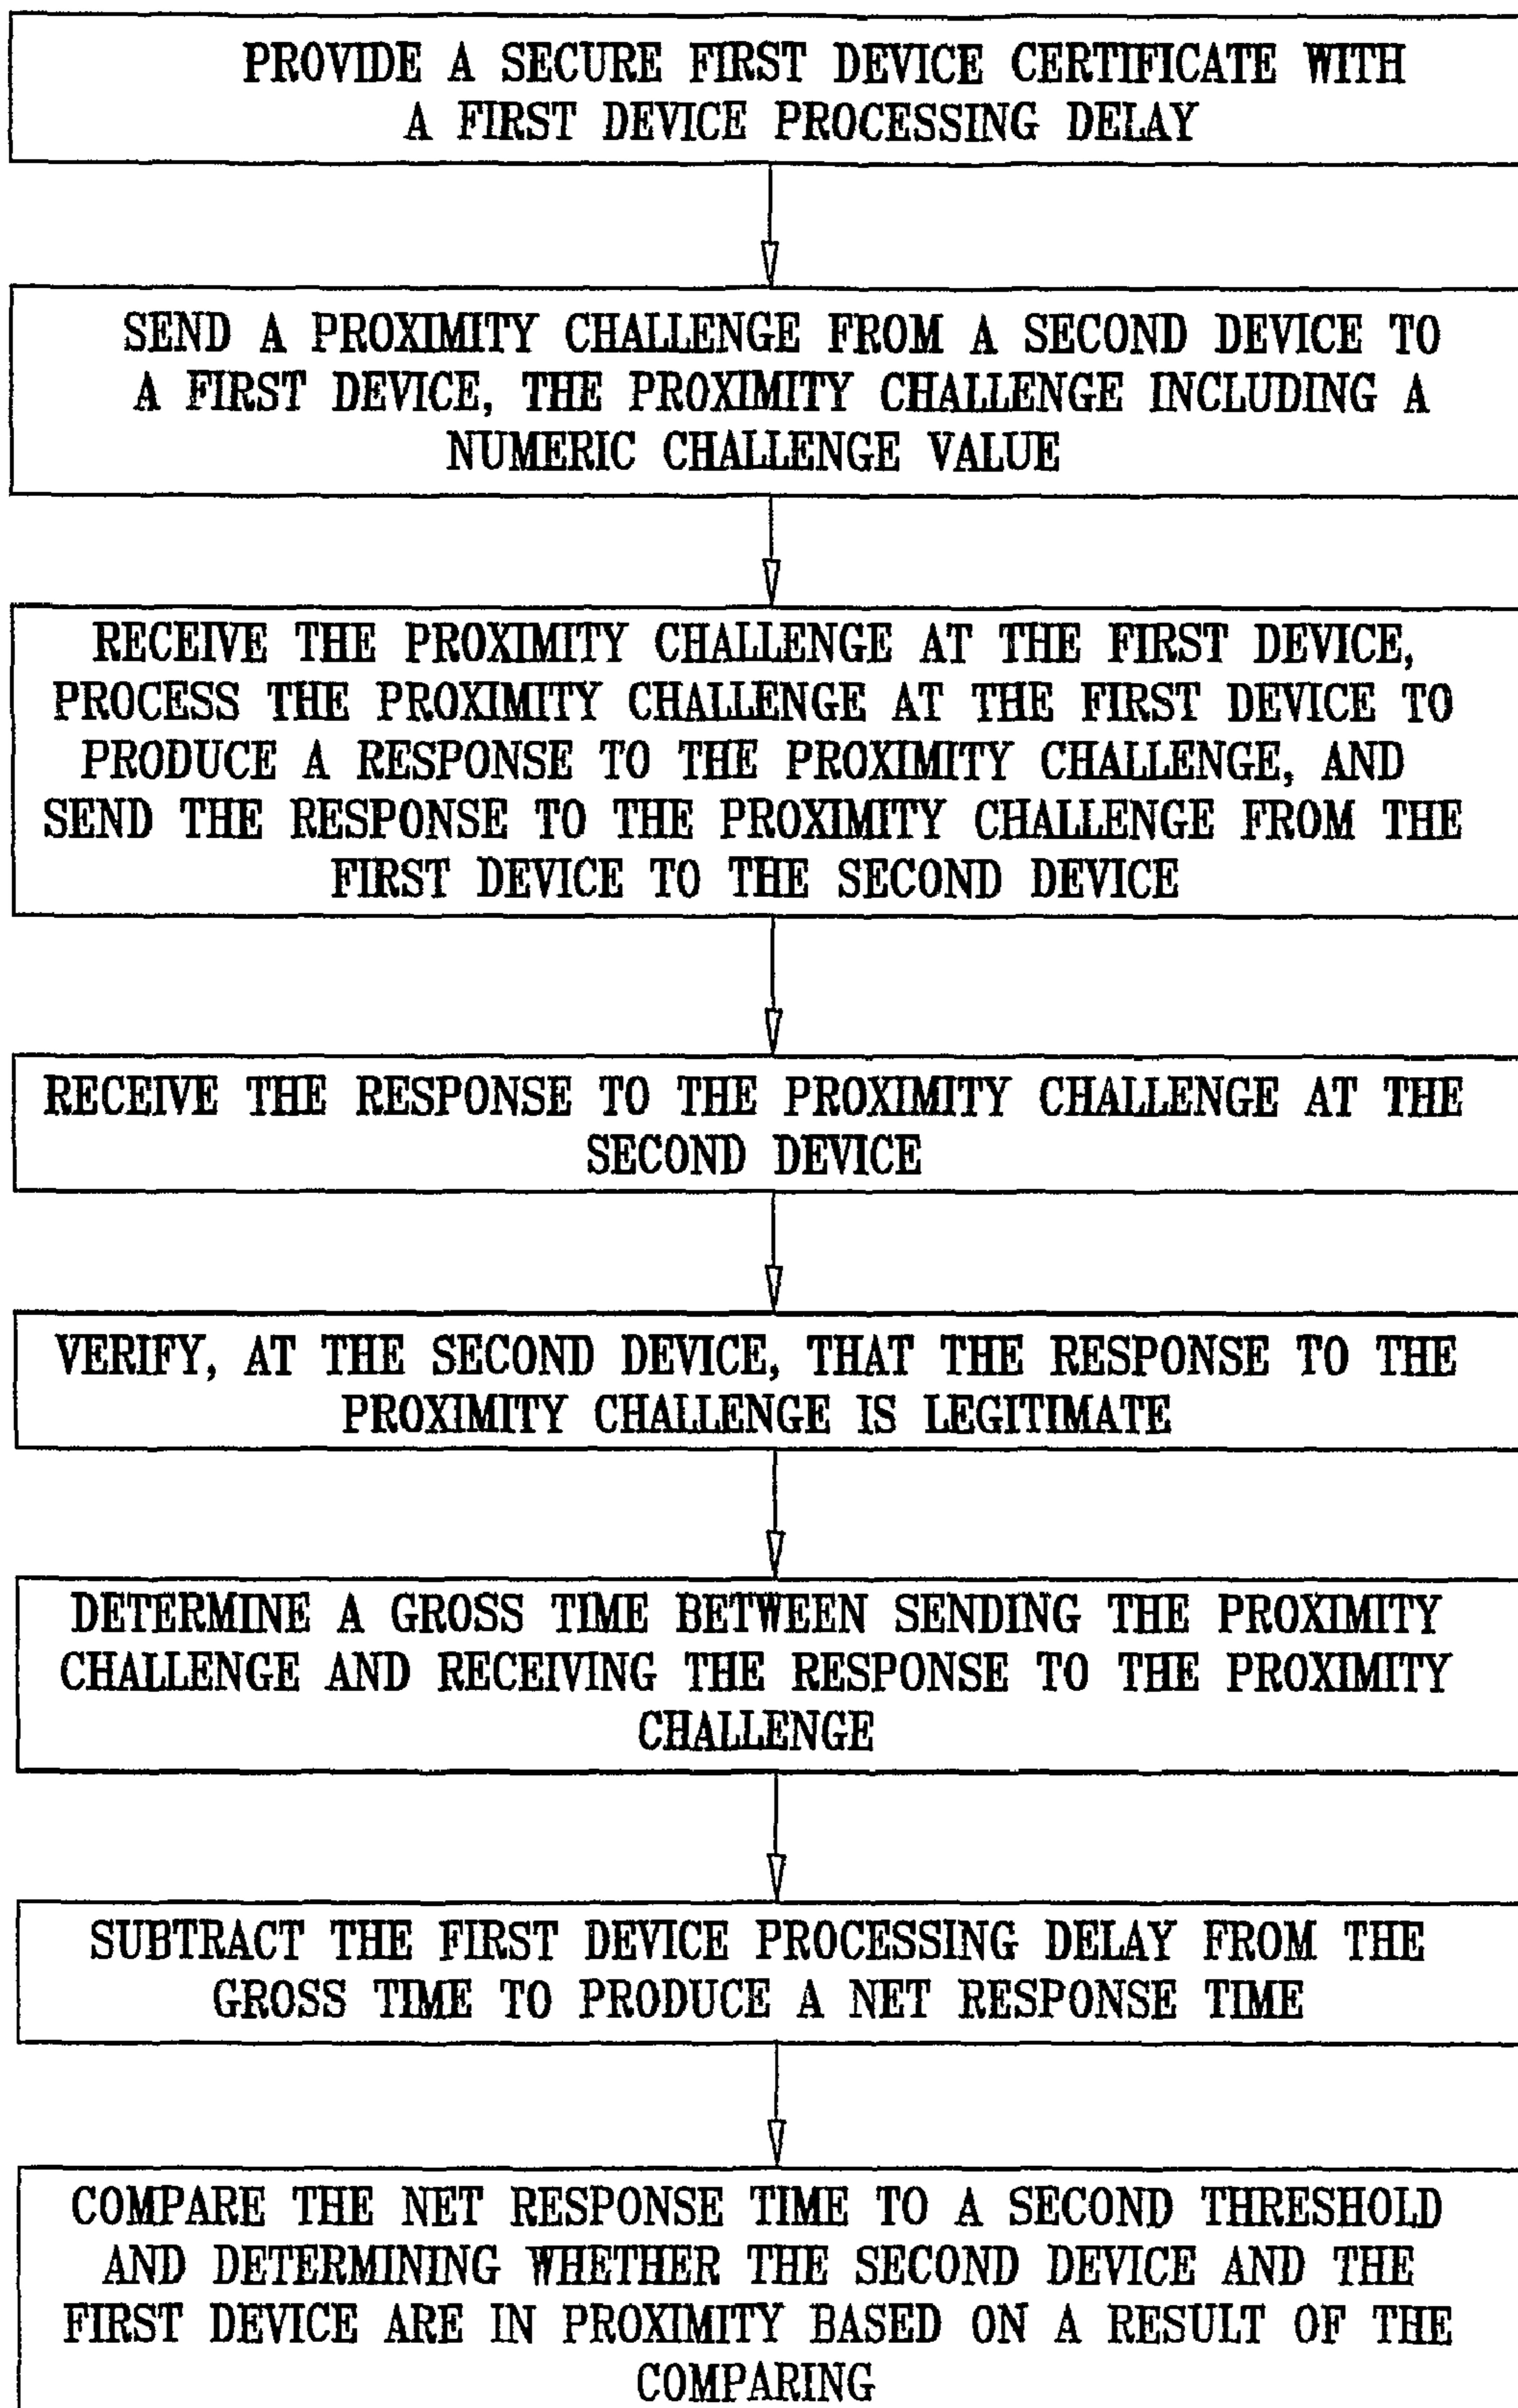 PROVIDE A SECURE FIRST DEVICE CERTIFICATE WITH
A FIRST DEVICE PROCESSING DELAY
SEND A PROXIMITY CHALLENGE FROM A SECOND DEVICE TO
A FIRST DEVICE, THE PROXIMITY CHALLENGE INCLUDING A
NUMERIC CHALLENGE VALUE
RECEIVE THE PROXIMITY CHALLENGE AT THE FIRST DEVICE,
PROCESS THE PROXIMITY CHALLENGE AT THE FIRST DEVICE TO
PRODUCE A RESPONSE TO THE PROXIMITY CHALLENGE, AND
SEND THE RESPONSE TO THE PROXIMITY CHALLENGE FROM THE
FIRST DEVICE TO THE SECOND DEVICE
RECEIVE THE RESPONSE TO THE PROXIMITY CHALLENGE AT THE
SECOND DEVICE
VERIFY, AT THE SECOND DEVICE, THAT THE RESPONSE TO THE
PROXIMITY CHALLENGE IS LEGITIMATE
DETERMINE A GROSS TIME BETWEEN SENDING THE PROXIMITY
CHALLENGE AND RECEIVING THE RESPONSE TO THE PROXIMITY
CHALLENGE
SUBTRACT THE FIRST DEVICE PROCESSING DELAY FROM THE
GROSS TIME TO PRODUCE A NET RESPONSE TIME
COMPARE THE NET RESPONSE TIME TO A SECOND THRESHOLD
AND DETERMINING WHETHER THE SECOND DEVICE AND THE
FIRST DEVICE ARE IN PROXIMITY BASED ON A RESULT OF THE
COMPARING